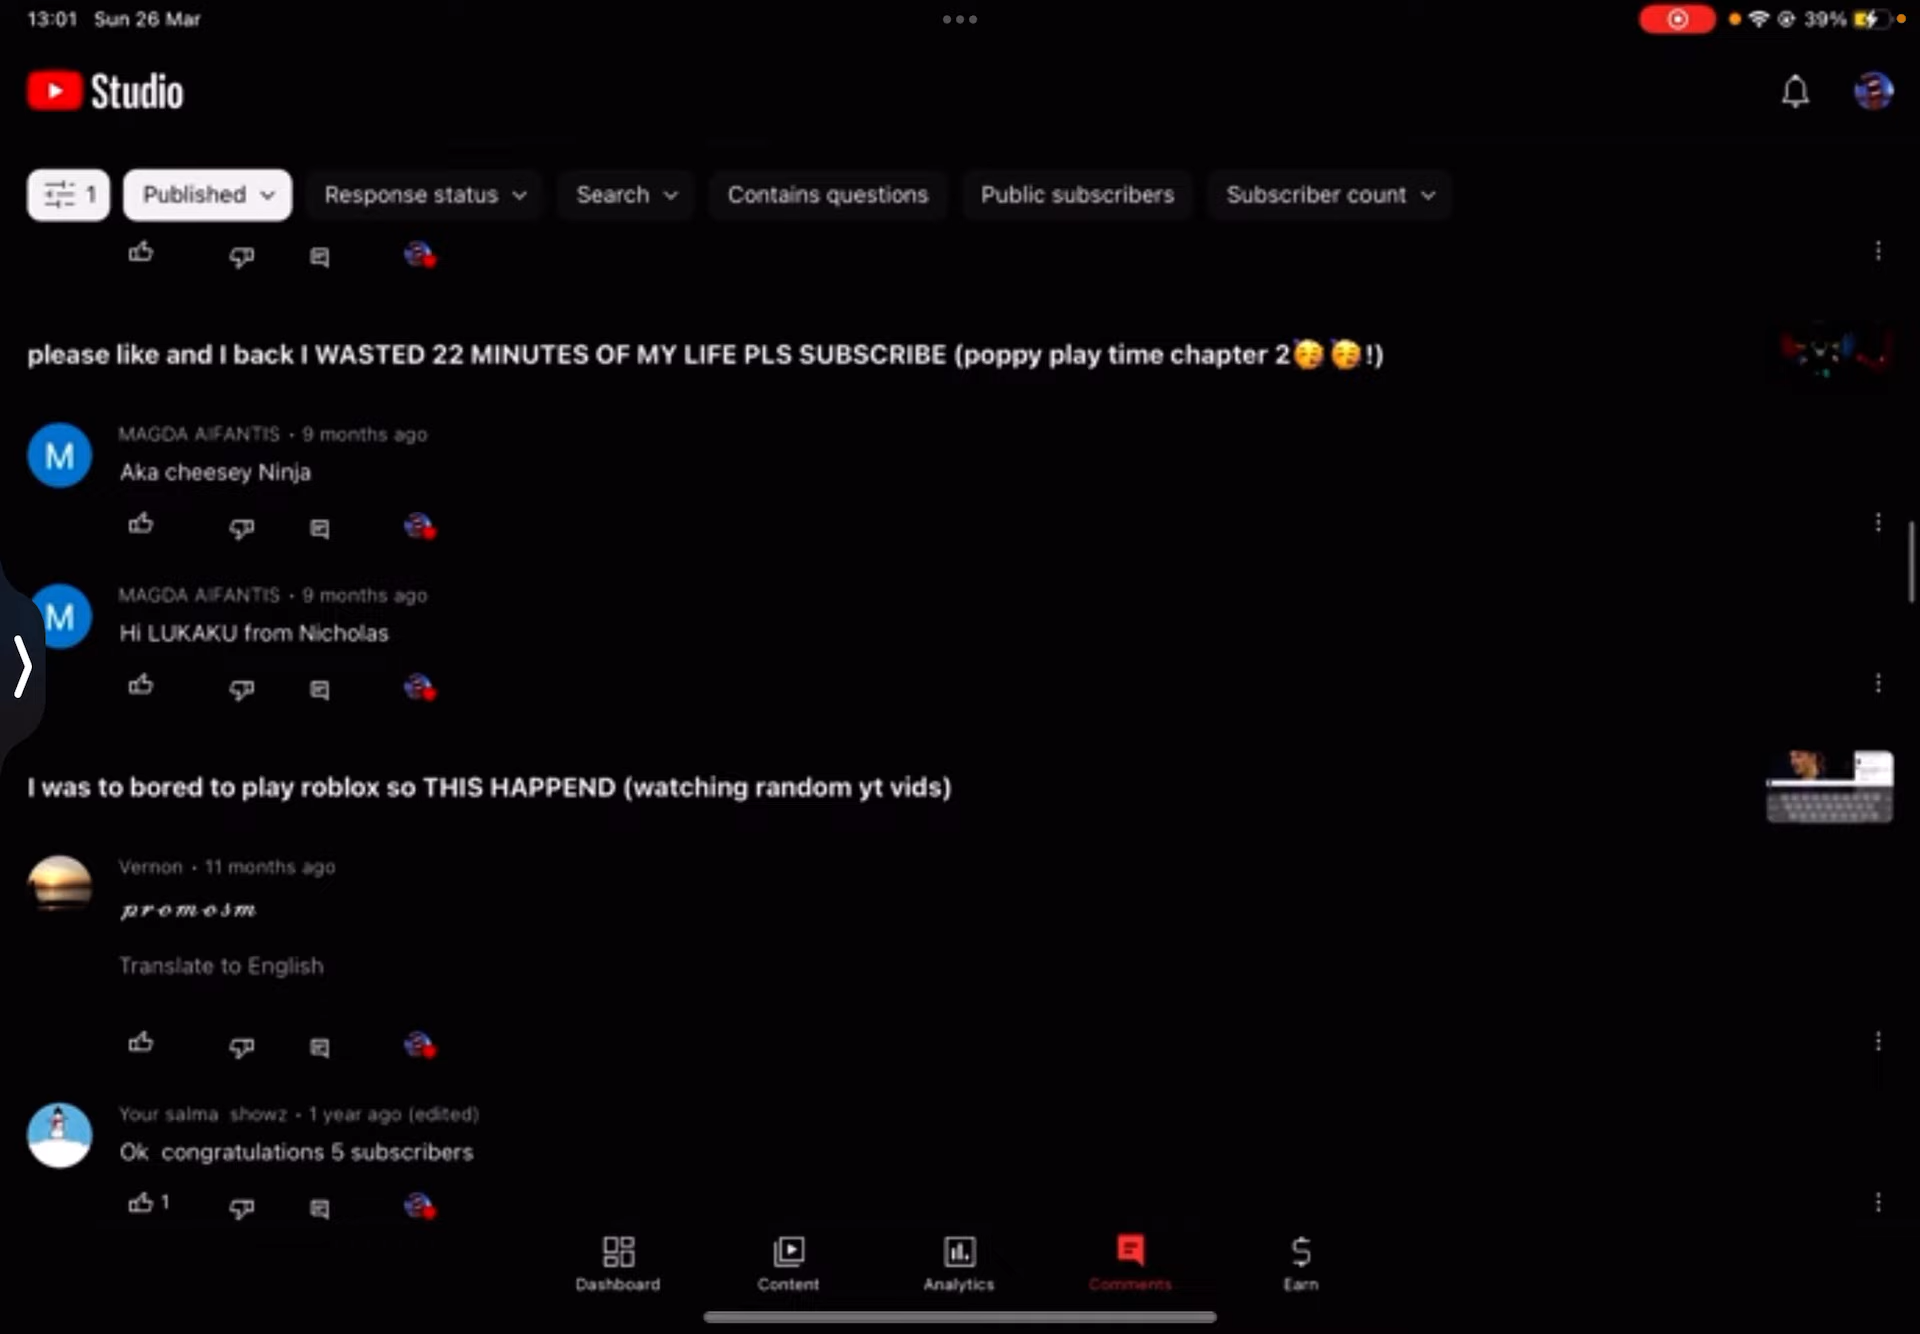 13:01 Sun 26 Mar
39%
Studio
1 Published Response status Search Contains questions Public subscribers Subscriber count
please like and I back I WASTED 22 MINUTES OF MY LIFE PLS SUBSCRIBE (poppy play time chapter 2🥳🥳!)
M
MAGDA AIFANTIS • 9 months ago
Aka cheesey Ninja
M
MAGDA AIFANTIS • 9 months ago
Hi LUKAKU from Nicholas
I was to bored to play roblox so THIS HAPPEND (watching random yt vids)
Vernon • 11 months ago
𝓅𝓇𝑜𝓂𝑜𝓈𝓂
Translate to English
Your salma showz • 1 year ago (edited)
Ok congratulations 5 subscribers
1
Dashboard Content Analytics Comments Earn